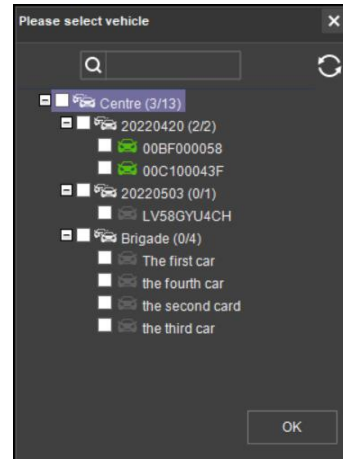 Please select vehicle
Centre (3/13)
20220420 (2/2)
00BF000058
00C100043F
20220503 (0/1)
LV58GYU4CH
Brigade (0/4)
The first car
the fourth car
the second card
the third car
OK